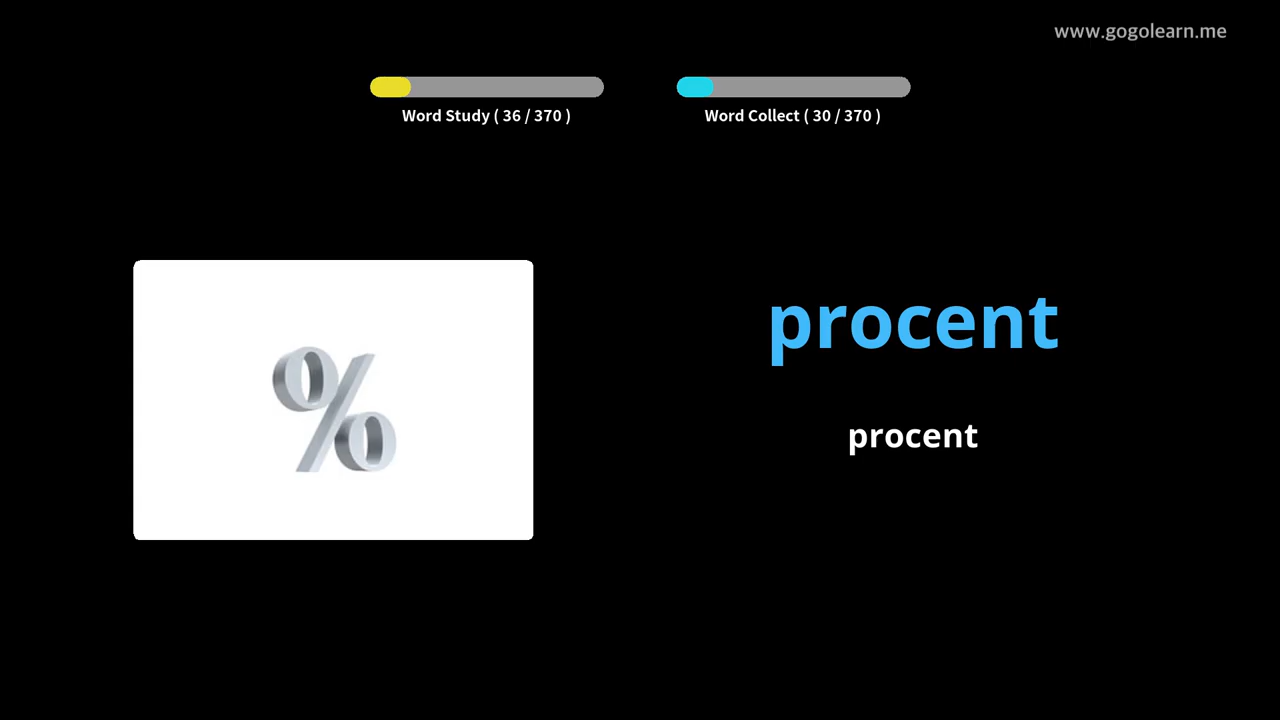 www.gogolearn.me
Word Study ( 36 / 370 )
Word Collect ( 30 / 370 )
%
procent
procent